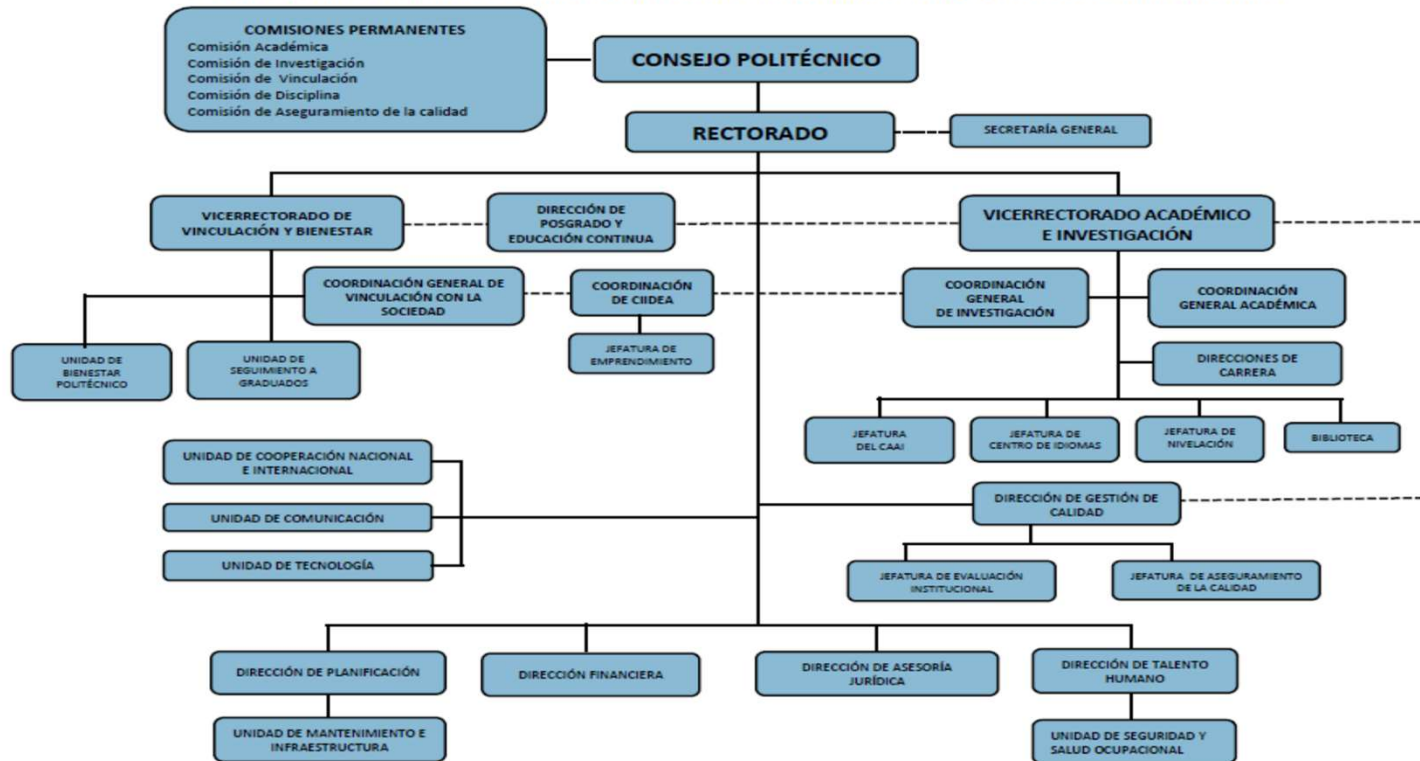 COMISIONES PERMANENTES
Comisión Académica
Comisión de Investigación
Comisión de Vinculación
Comisión de Disciplina
Comisión de Aseguramiento de la calidad
CONSEJO POLITÉCNICO
RECTORADO
SECRETARÍA GENERAL
VICERRECTORADO DE
VINCULACIÓN Y BIENESTAR
DIRECCIÓN DE
POSGRADO Y
EDUCACIÓN CONTINUA
VICERRECTORADO ACADÉMICO
E INVESTIGACIÓN
COORDINACIÓN GENERAL DE
VINCULACIÓN CON LA
SOCIEDAD
COORDINACIÓN
DE CIIDEA
COORDINACIÓN
GENERAL
DE INVESTIGACIÓN
COORDINACIÓN
GENERAL ACADÉMICA
UNIDAD DE
BIENESTAR
POLITÉCNICO
UNIDAD DE
SEGUIMIENTO A
GRADUADOS
JEFATURA DE
EMPRENDIMIENTO
DIRECCIONES DE
CARRERA
JEFATURA
DEL CAAI
JEFATURA DE
CENTRO DE IDIOMAS
JEFATURA DE
NIVELACIÓN
BIBLIOTECA
UNIDAD DE COOPERACIÓN NACIONAL
E INTERNACIONAL
UNIDAD DE COMUNICACIÓN
UNIDAD DE TECNOLOGÍA
DIRECCIÓN DE GESTIÓN DE
CALIDAD
JEFATURA DE EVALUACIÓN
INSTITUCIONAL
JEFATURA DE ASEGURAMIENTO
DE LA CALIDAD
DIRECCIÓN DE PLANIFICACIÓN
DIRECCIÓN FINANCIERA
DIRECCIÓN DE ASESORÍA
JURÍDICA
DIRECCIÓN DE TALENTO
HUMANO
UNIDAD DE MANTENIMIENTO E
INFRAESTRUCTURA
UNIDAD DE SEGURIDAD Y
SALUD OCUPACIONAL